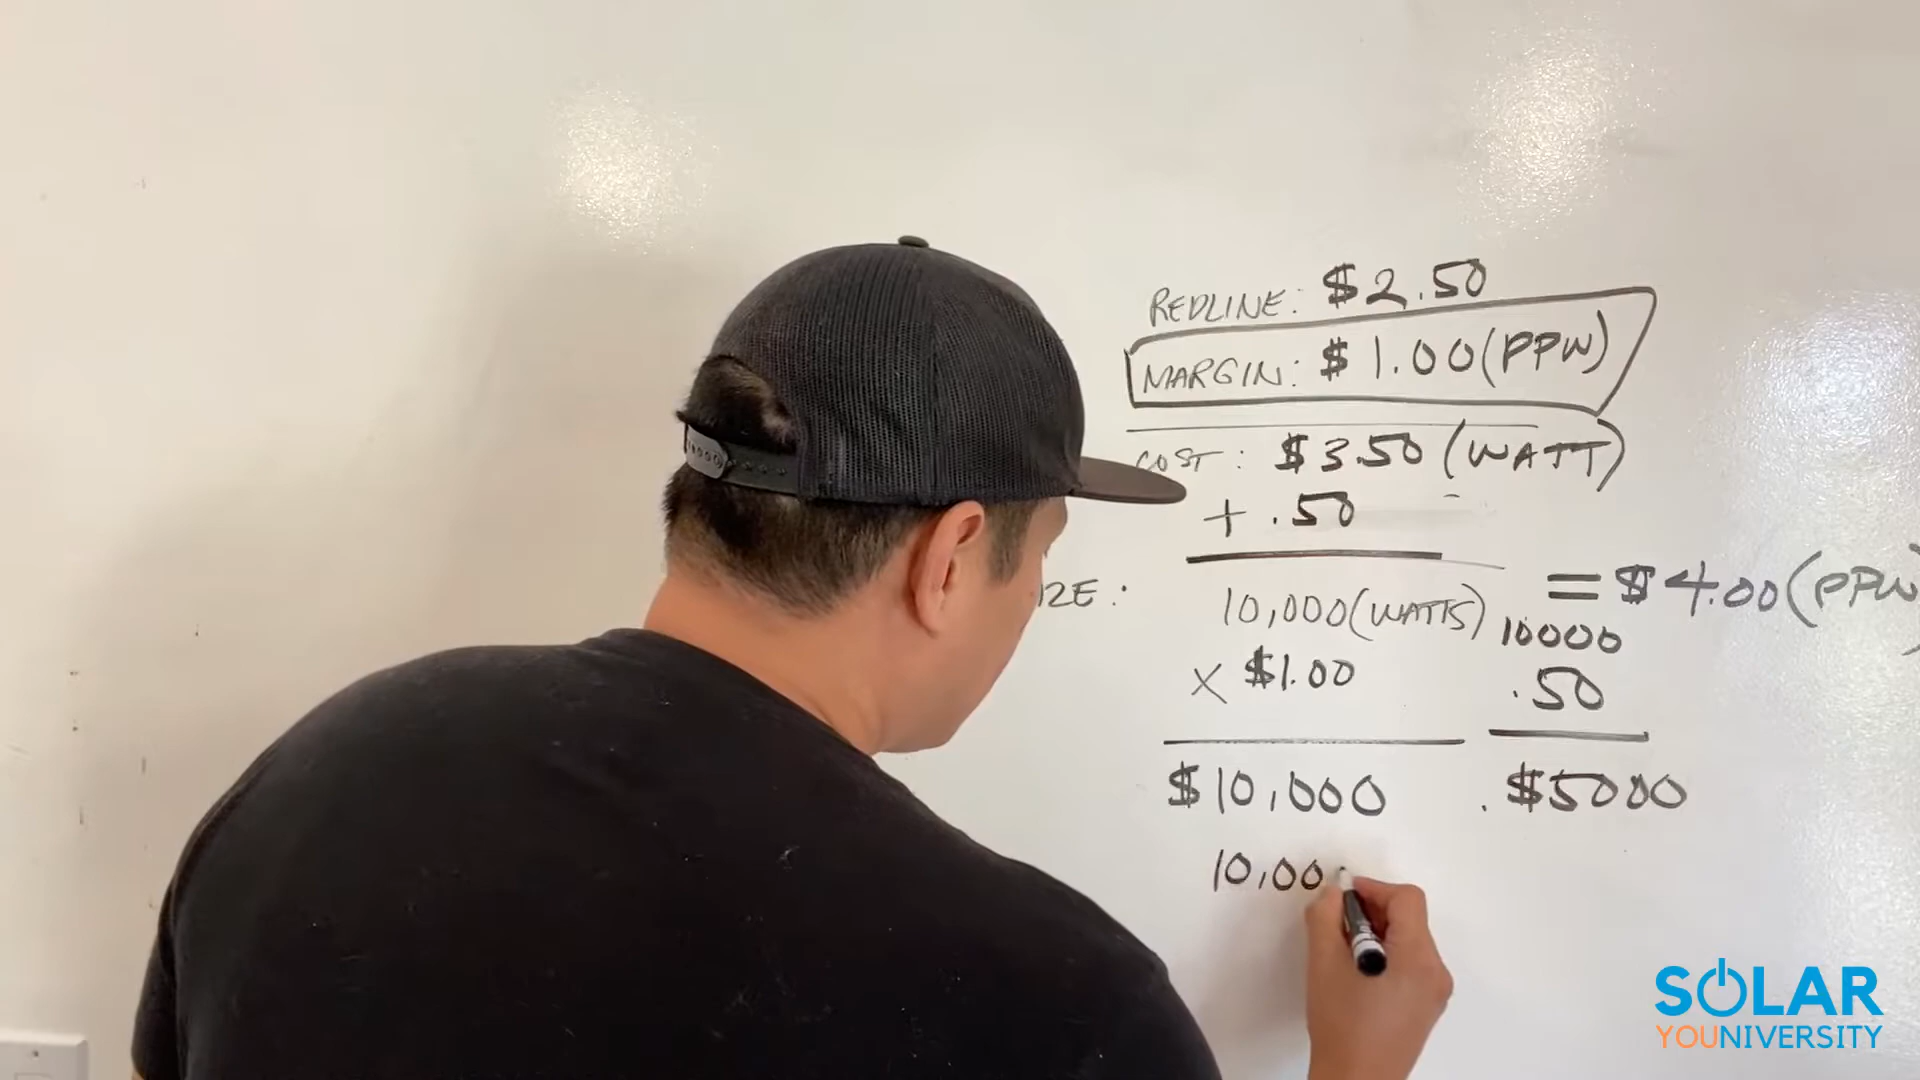 REDLINE: $2.50
MARGIN: $1.00 (PPW)
COST: $3.50 (WATT)
+ .50
= $4.00 (PPW
IZE: 10,000 (WATTS)
10000
x $1.00
.50
$10,000
$5000
10,00
SOLAR
YOUNIVERSITY